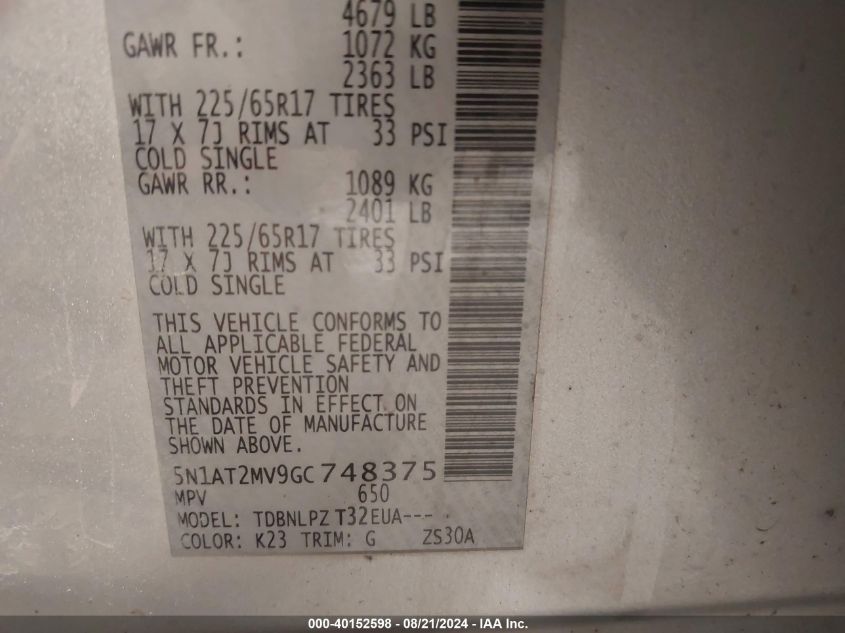 4679 LB
GAWR FR.: 1072 KG
2363 LB
WITH 225/65R17 TIRES
17 X 7J RIMS AT 33 PSI
COLD SINGLE
GAWR RR.: 1089 KG
2401 LB
WITH 225/65R17 TIRES
17 X 7J RIMS AT 33 PSI
COLD SINGLE
THIS VEHICLE CONFORMS TO
ALL APPLICABLE FEDERAL
MOTOR VEHICLE SAFETY AND
THEFT PREVENTION
STANDARDS IN EFFECT ON
THE DATE OF MANUFACTURE
SHOWN ABOVE.
5N1AT2MV9GC748375
MPV 650
MODEL: TDBNLPZ T32EUA---
COLOR: K23 TRIM: G ZS30A
000-40152598 - 08/21/2024 - IAA Inc.